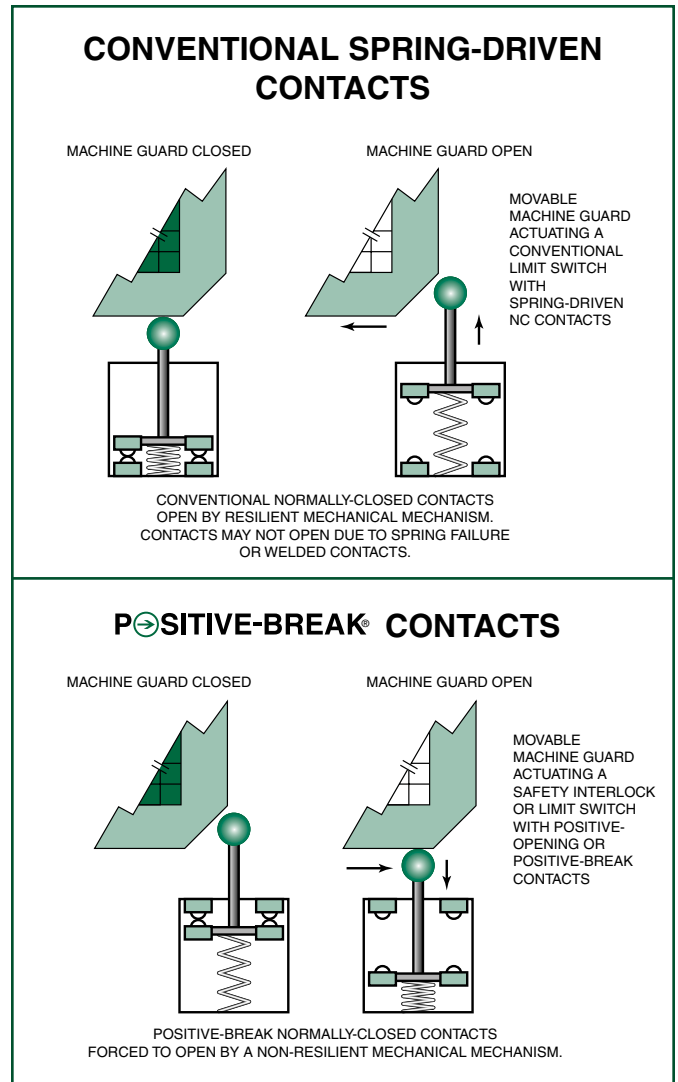 CONVENTIONAL SPRING-DRIVEN
CONTACTS
MACHINE GUARD CLOSED
MACHINE GUARD OPEN
MOVABLE
MACHINE GUARD
ACTUATING A
CONVENTIONAL
LIMIT SWITCH
WITH
SPRING-DRIVEN
NC CONTACTS
CONVENTIONAL NORMALLY-CLOSED CONTACTS
OPEN BY RESILIENT MECHANICAL MECHANISM.
CONTACTS MAY NOT OPEN DUE TO SPRING FAILURE
OR WELDED CONTACTS.
POSITIVE-BREAK® CONTACTS
MACHINE GUARD CLOSED
MACHINE GUARD OPEN
MOVABLE
MACHINE GUARD
ACTUATING A
SAFETY INTERLOCK
OR LIMIT SWITCH
WITH POSITIVE-
OPENING OR
POSITIVE-BREAK
CONTACTS
POSITIVE-BREAK NORMALLY-CLOSED CONTACTS
FORCED TO OPEN BY A NON-RESILIENT MECHANICAL MECHANISM.